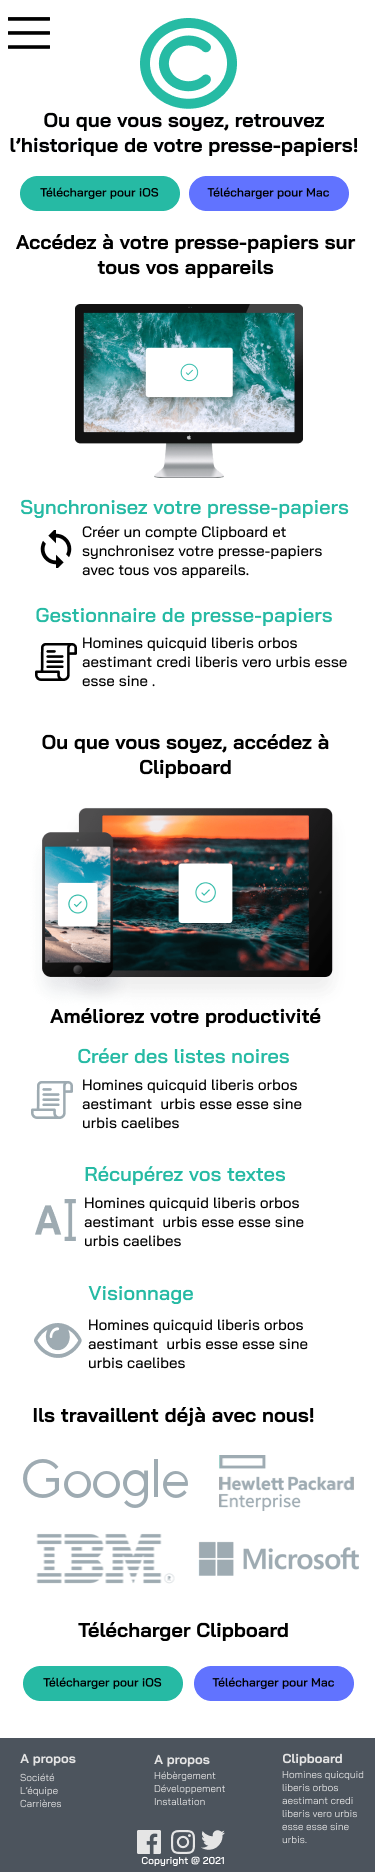 Ou que vous soyez, retrouvez
l’historique de votre presse-papiers!
Télécharger pour iOS
Télécharger pour Mac
Accédez à votre presse-papiers sur
tous vos appareils
Synchronisez votre presse-papiers
Créer un compte Clipboard et
synchronisez votre presse-papiers
avec tous vos appareils.
Gestionnaire de presse-papiers
Homines quicquid liberis orbos
aestimant credi liberis vero urbis esse
esse sine .
Ou que vous soyez, accédez à
Clipboard
Améliorez votre productivité
Créer des listes noires
Homines quicquid liberis orbos
aestimant urbis esse esse sine
urbis caelibes
Récupérez vos textes
Homines quicquid liberis orbos
aestimant urbis esse esse sine
urbis caelibes
Visionnage
Homines quicquid liberis orbos
aestimant urbis esse esse sine
urbis caelibes
Ils travaillent déjà avec nous!
Google
Hewlett Packard
Enterprise
IBM
Microsoft
Télécharger Clipboard
Télécharger pour iOS
Télécharger pour Mac
A propos
Société
L’équipe
Carrières
A propos
Hébèrgement
Développement
Installation
Clipboard
Homines quicquid
liberis orbos
aestimant credi
liberis vero urbis
esse esse sine
urbis.
Copyright @ 2021